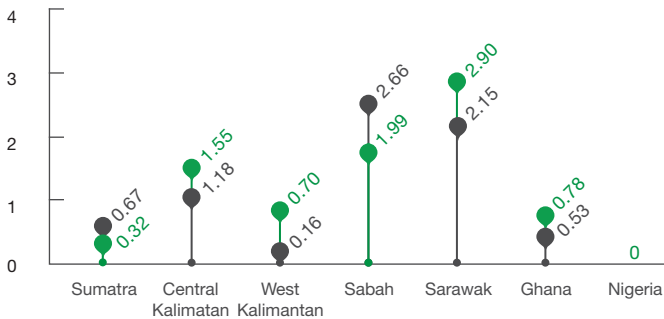 4
3
2
1
0
0.67
0.32
1.55
1.18
0.70
0.16
2.66
1.99
2.90
2.15
0.78
0.53
0
Sumatra
Central
Kalimatan
West
Kalimantan
Sabah
Sarawak
Ghana
Nigeria